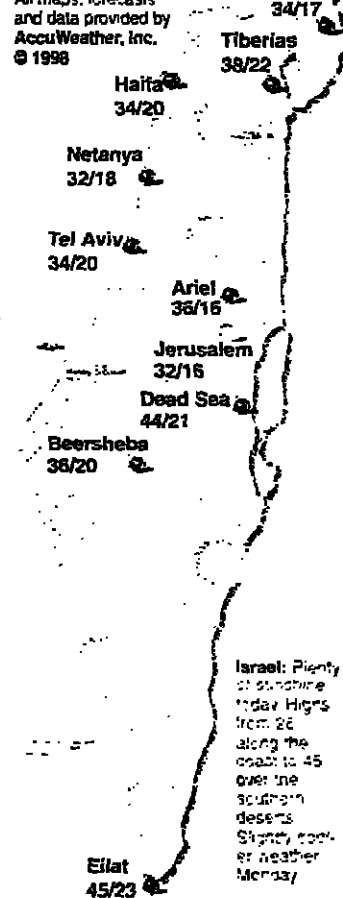 All maps, forecasts
and data provided by
AccuWeather, Inc.
© 1998
34/17
Tiberias
38/22
Haifa
34/20
Netanya
32/18
Tel Aviv
34/20
Ariel
36/16
Jerusalem
32/16
Dead Sea
44/21
Beersheba
36/20
Israel: Plenty
of sunshine
today. Highs
from 28
along the
coast to 45
over the
southern
deserts.
Slightly cool-
er weather
Monday
Eilat
45/23